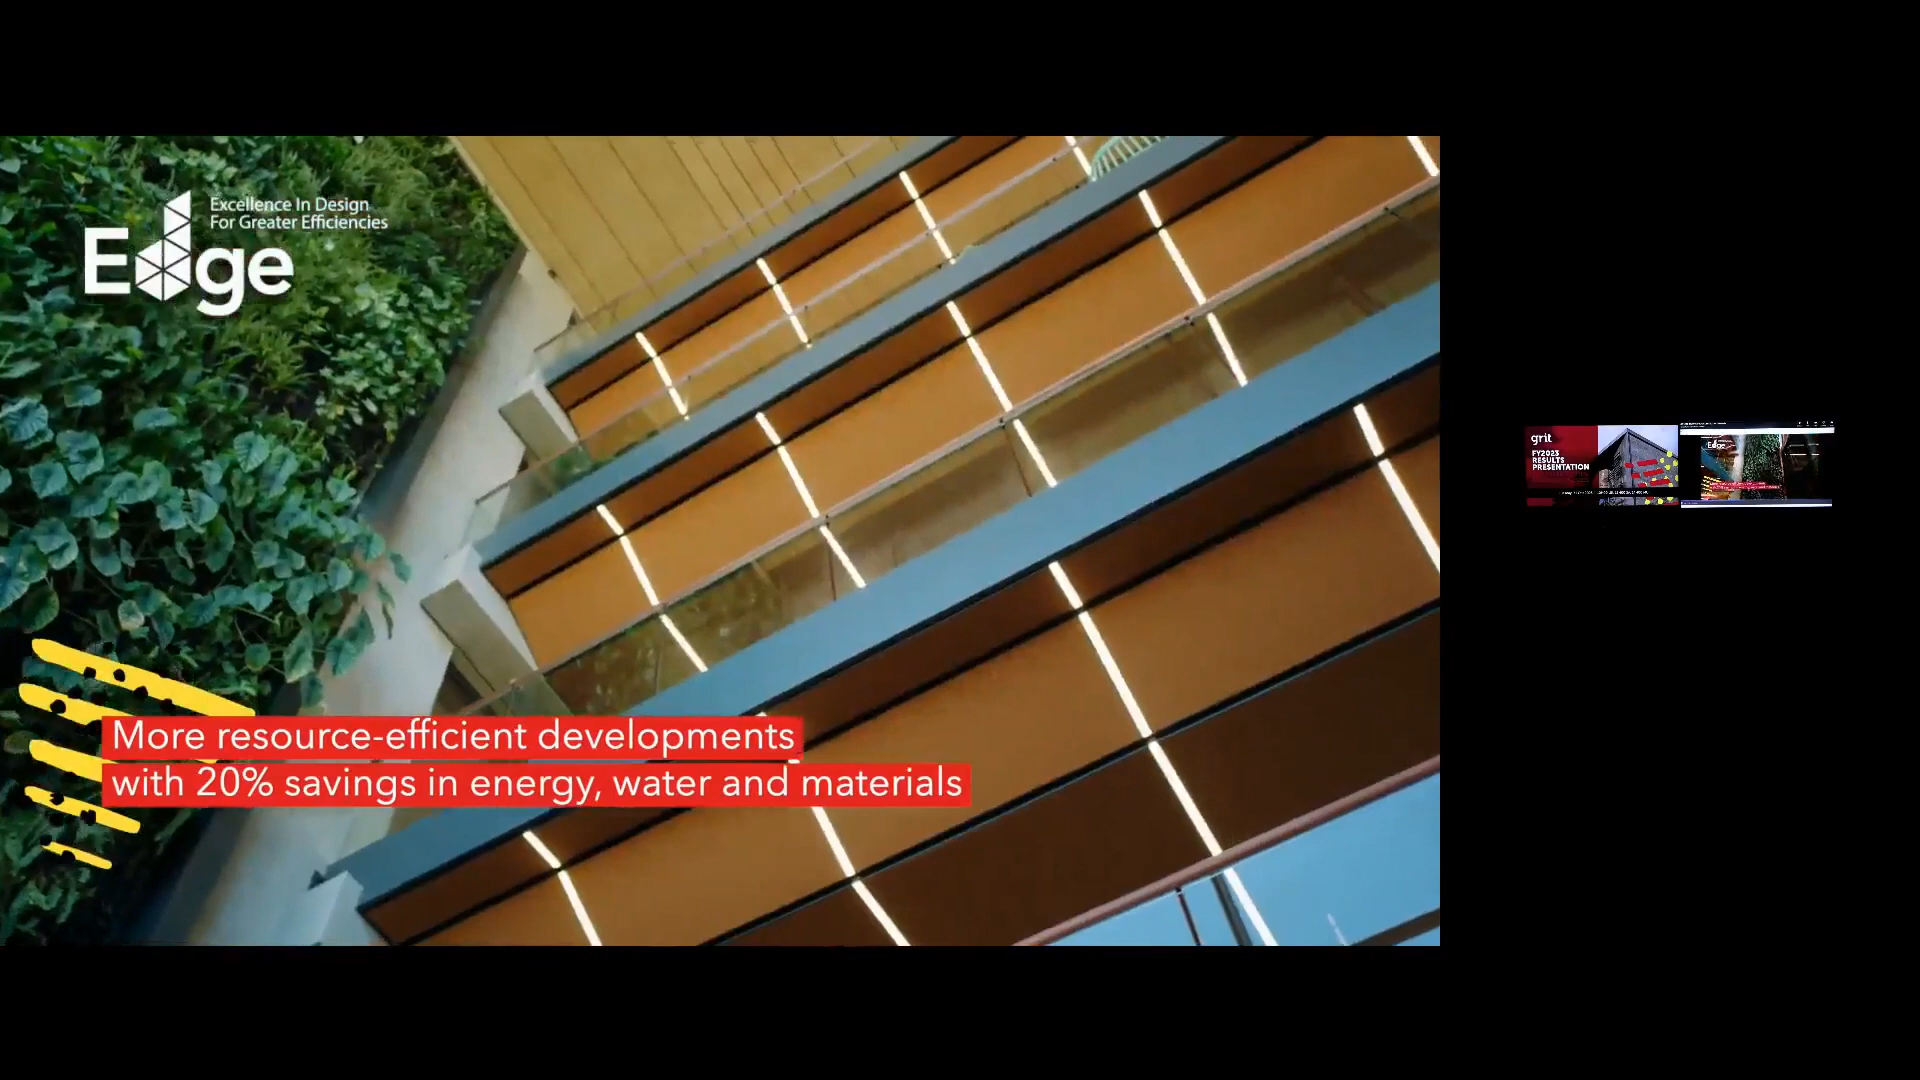 Excellence In Design
For Greater Efficiencies
Edge
More resource-efficient developments
with 20% savings in energy, water and materials
grit
FY2023
RESULTS
PRESENTATION
Edge